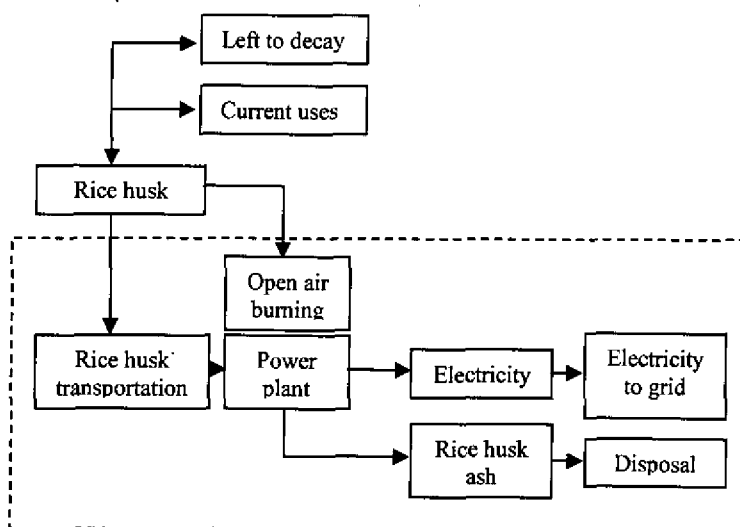 Left to decay
Current uses
Rice husk
Open air
burning
Rice husk
transportation
Power
plant
Electricity
Electricity
to grid
Rice husk
ash
Disposal